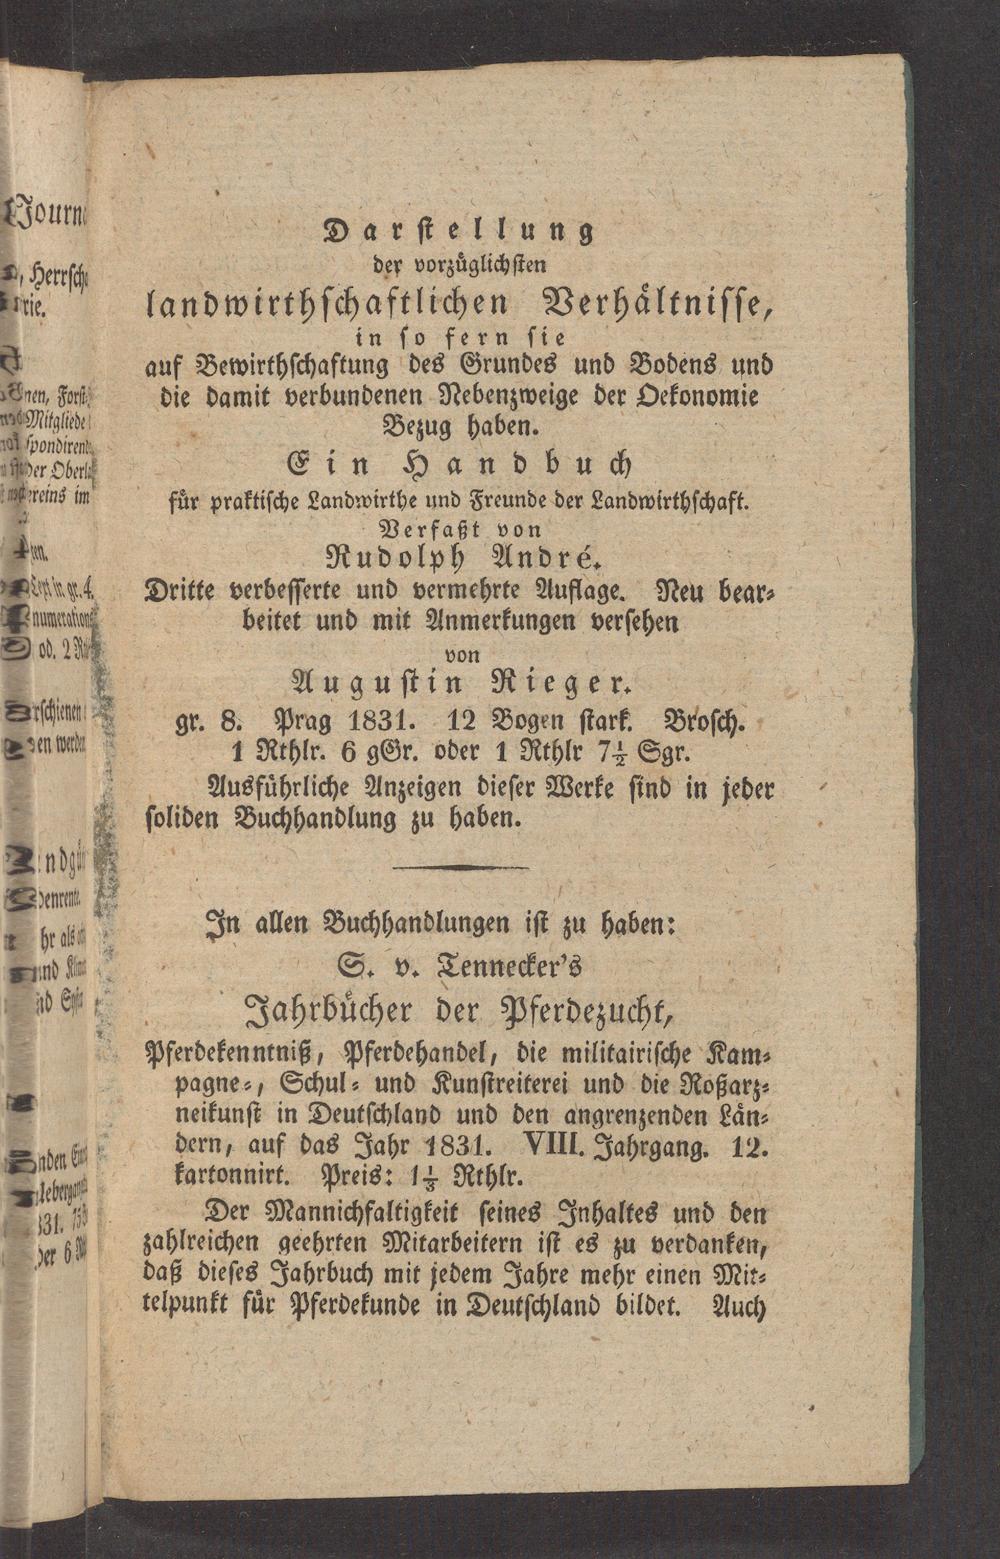 Darstellung
der vorzüglichsten
landwirthschaftlichen Verhältnisse,
in so fern sie
auf Bewirthschaftung des Grundes und Bodens und
die damit verbundenen Nebenzweige der Oekonomie
Bezug haben.
Ein Handbuch
für praktische Landwirthe und Freunde der Landwirthschaft.
Verfaßt von
Rudolph André.
Dritte verbesserte und vermehrte Auflage. Neu bear-
beitet und mit Anmerkungen versehen
von
Augustin Rieger.
gr. 8. Prag 1831. 12 Bogen stark. Brosch.
1 Rthlr. 6 gGr. oder 1 Rthlr 7½ Sgr.
Ausführliche Anzeigen dieser Werke sind in jeder
soliden Buchhandlung zu haben.
In allen Buchhandlungen ist zu haben:
S. v. Tennecker's
Jahrbücher der Pferdezucht,
Pferdekenntniß, Pferdehandel, die militairische Kam-
pagne-, Schul- und Kunstreiterei und die Roßarz-
neikunst in Deutschland und den angrenzenden Län-
dern, auf das Jahr 1831. VIII. Jahrgang. 12.
kartonnirt. Preis: 1⅓ Rthlr.
Der Mannichfaltigkeit seines Inhaltes und den
zahlreichen geehrten Mitarbeitern ist es zu verdanken,
daß dieses Jahrbuch mit jedem Jahre mehr einen Mit-
telpunkt für Pferdekunde in Deutschland bildet. Auch